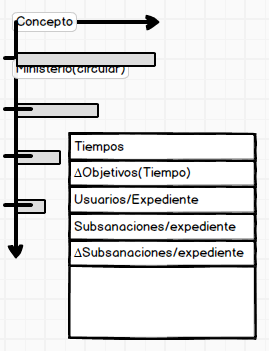 Concepto
Ministerio(circular)
Tiempos
ΔObjetivos(Tiempo)
Usuarios/Expediente
Subsanaciones/expediente
ΔSubsanaciones/expediente